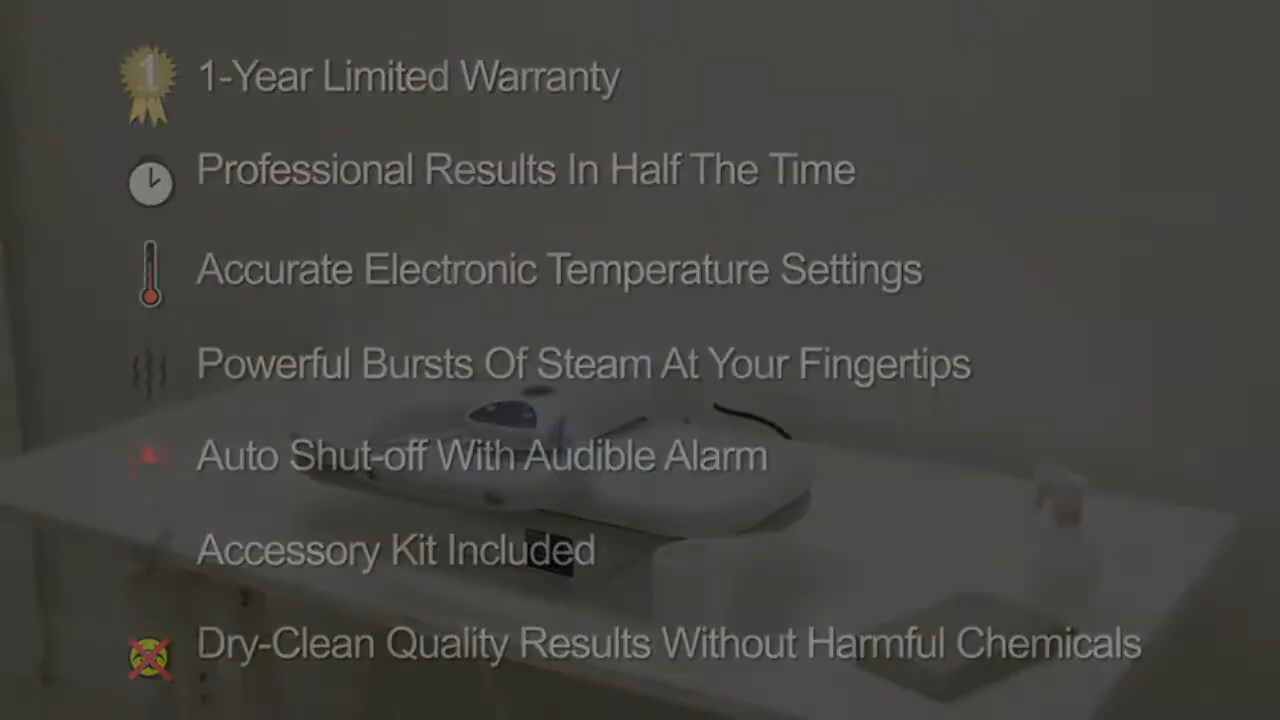 1
1-Year Limited Warranty
Professional Results In Half The Time
Accurate Electronic Temperature Settings
Powerful Bursts Of Steam At Your Fingertips
Auto Shut-off With Audible Alarm
Accessory Kit Included
Dry-Clean Quality Results Without Harmful Chemicals